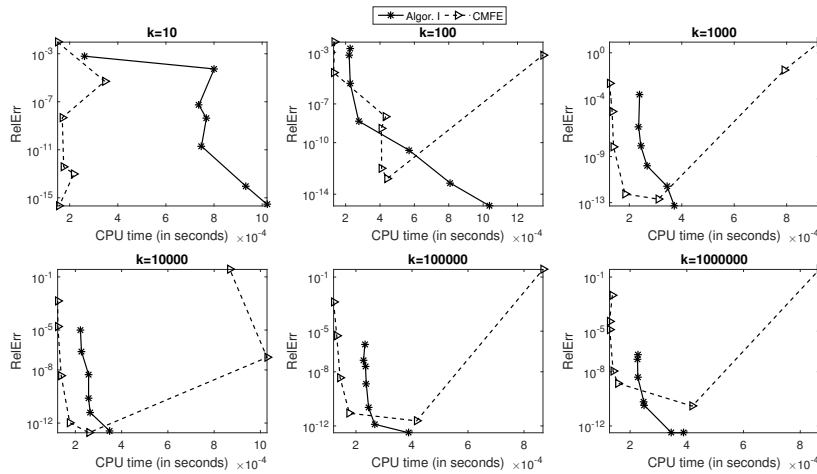 Algor. I CMFE
k=10
RelErr
10^-3
10^-7
10^-11
10^-15
2 4 6 8 10
CPU time (in seconds) ×10^-4
k=100
RelErr
10^-3
10^-7
10^-10
10^-15
2 4 6 8 10 12
CPU time (in seconds) ×10^-4
k=1000
RelErr
10^0
10^-4
10^-9
10^-13
2 4 6 8
CPU time (in seconds) ×10^-4
k=10000
RelErr
10^-1
10^-5
10^-8
10^-12
2 4 6 8 10
CPU time (in seconds) ×10^-4
k=100000
RelErr
10^-1
10^-5
10^-8
10^-12
2 4 6 8
CPU time (in seconds) ×10^-4
k=1000000
RelErr
10^-1
10^-5
10^-8
10^-12
2 4 6 8
CPU time (in seconds) ×10^-4